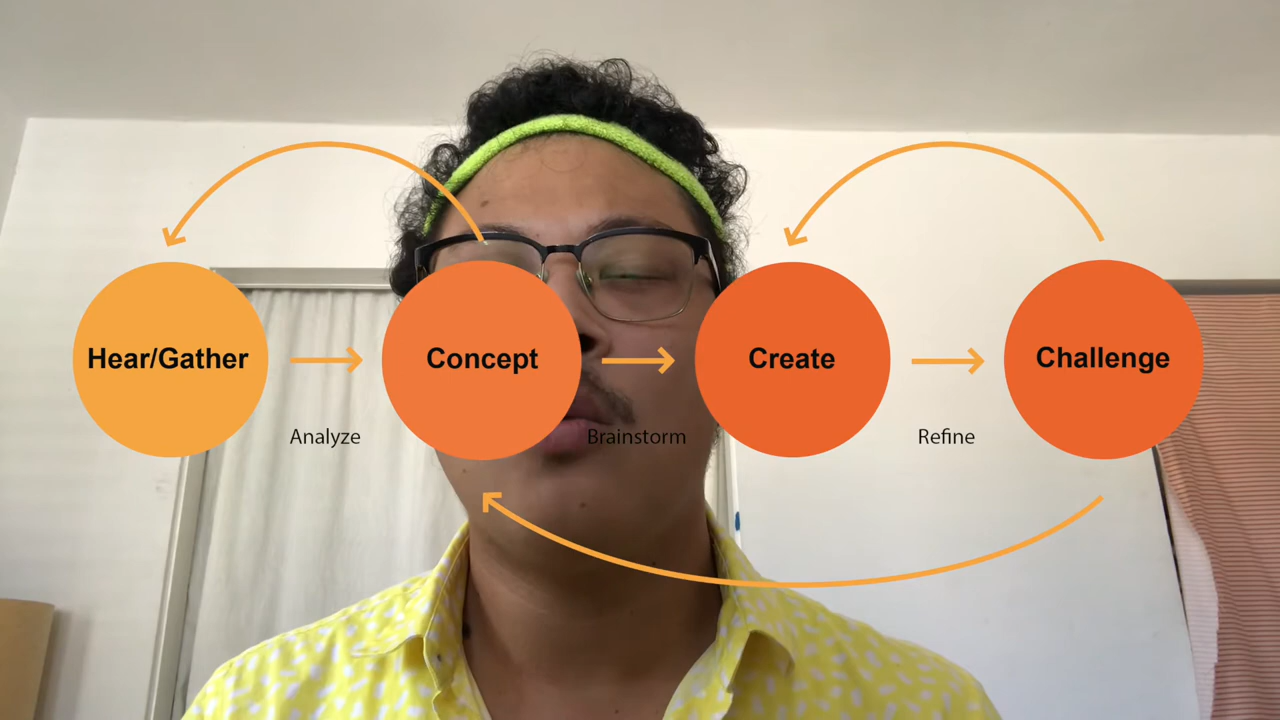 Hear/Gather
Analyze
Concept
Brainstorm
Create
Refine
Challenge